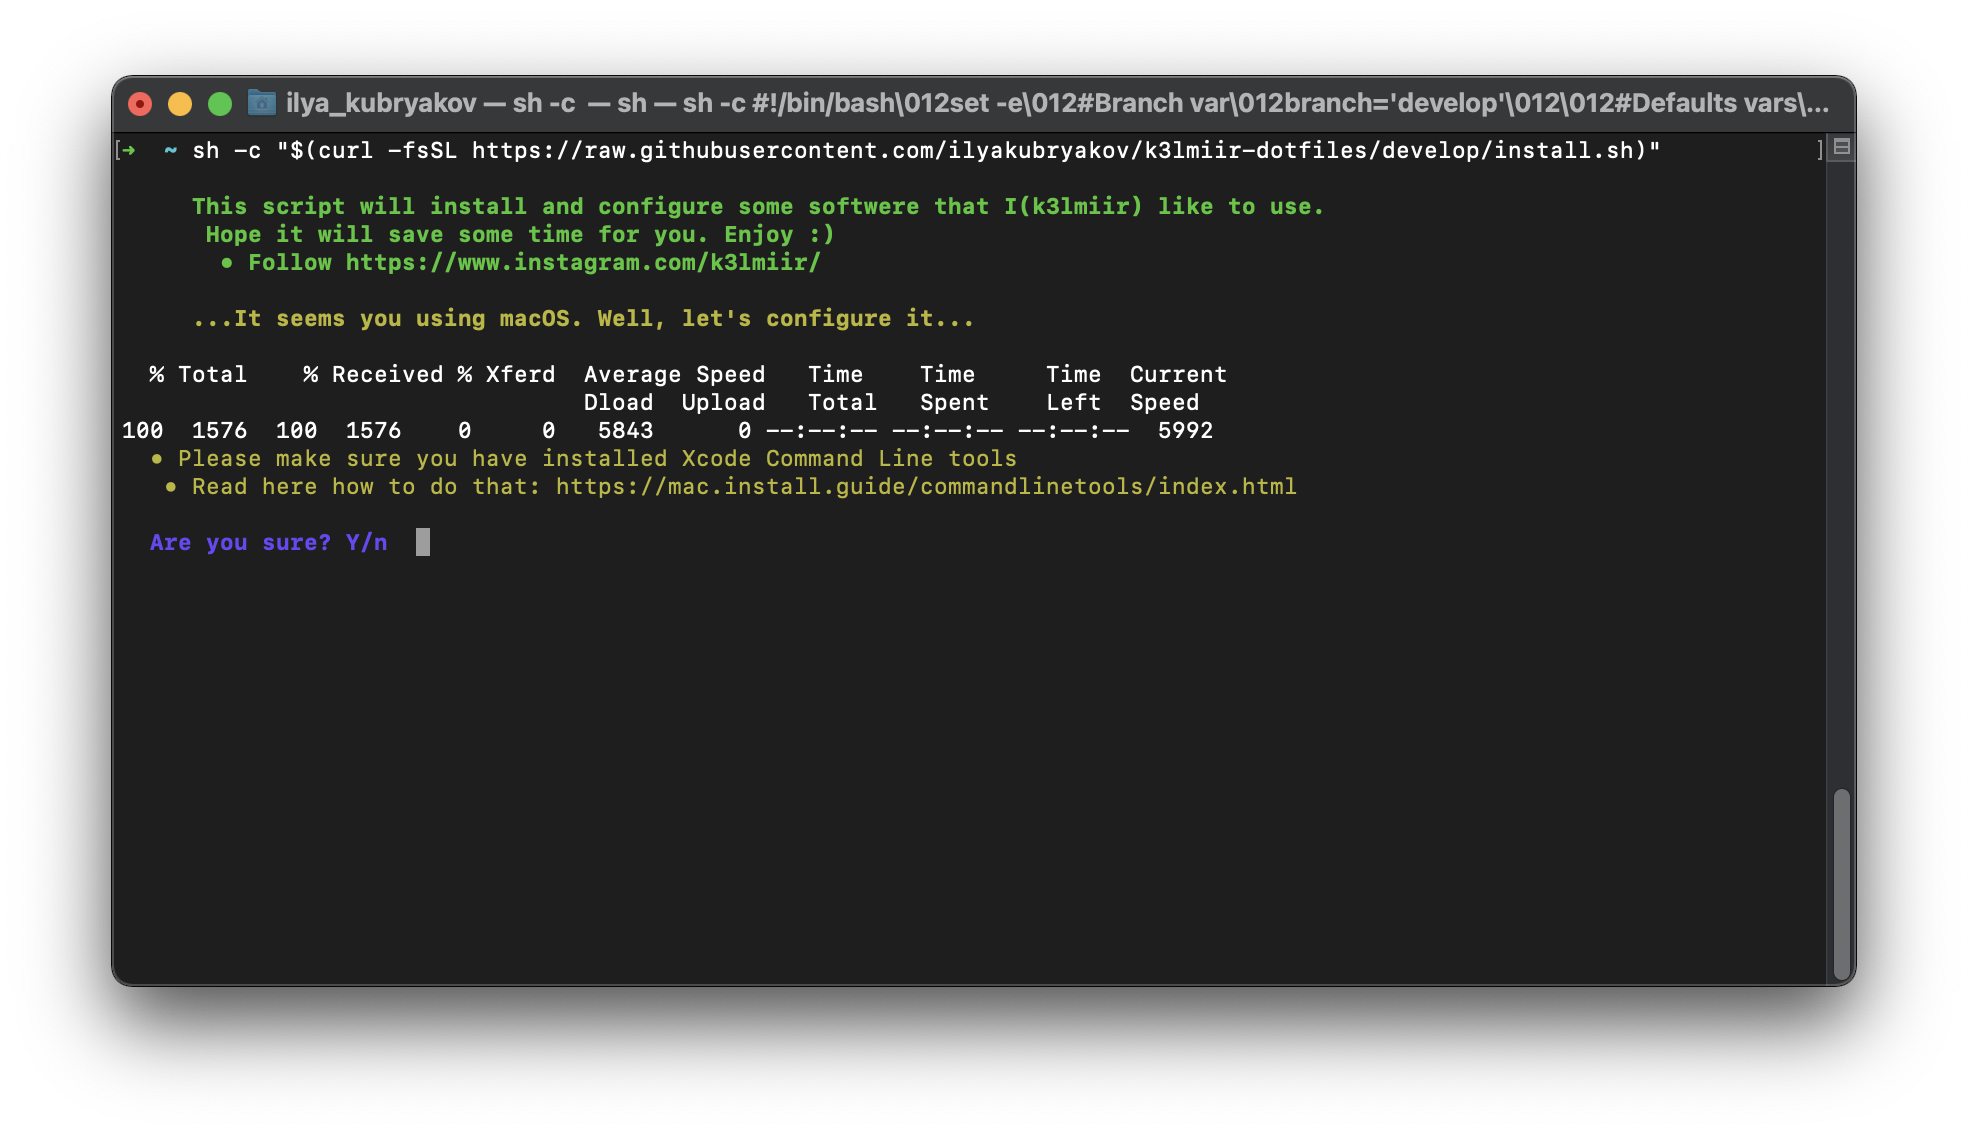 ilya_kubryakov — sh -c — sh — sh -c #!/bin/bash\012set -e\012#Branch var\012branch='develop'\012\012#Defaults vars\...
[➜ ~ sh -c "$(curl -fsSL https://raw.githubusercontent.com/ilyakubryakov/k3lmiir-dotfiles/develop/install.sh)" ]
This script will install and configure some softwere that I(k3lmiir) like to use.
Hope it will save some time for you. Enjoy :)
• Follow https://www.instagram.com/k3lmiir/
...It seems you using macOS. Well, let's configure it...
% Total % Received % Xferd Average Speed Time Time Time Current
Dload Upload Total Spent Left Speed
100 1576 100 1576 0 0 5843 0 --:--:-- --:--:-- --:--:-- 5992
• Please make sure you have installed Xcode Command Line tools
• Read here how to do that: https://mac.install.guide/commandlinetools/index.html
Are you sure? Y/n